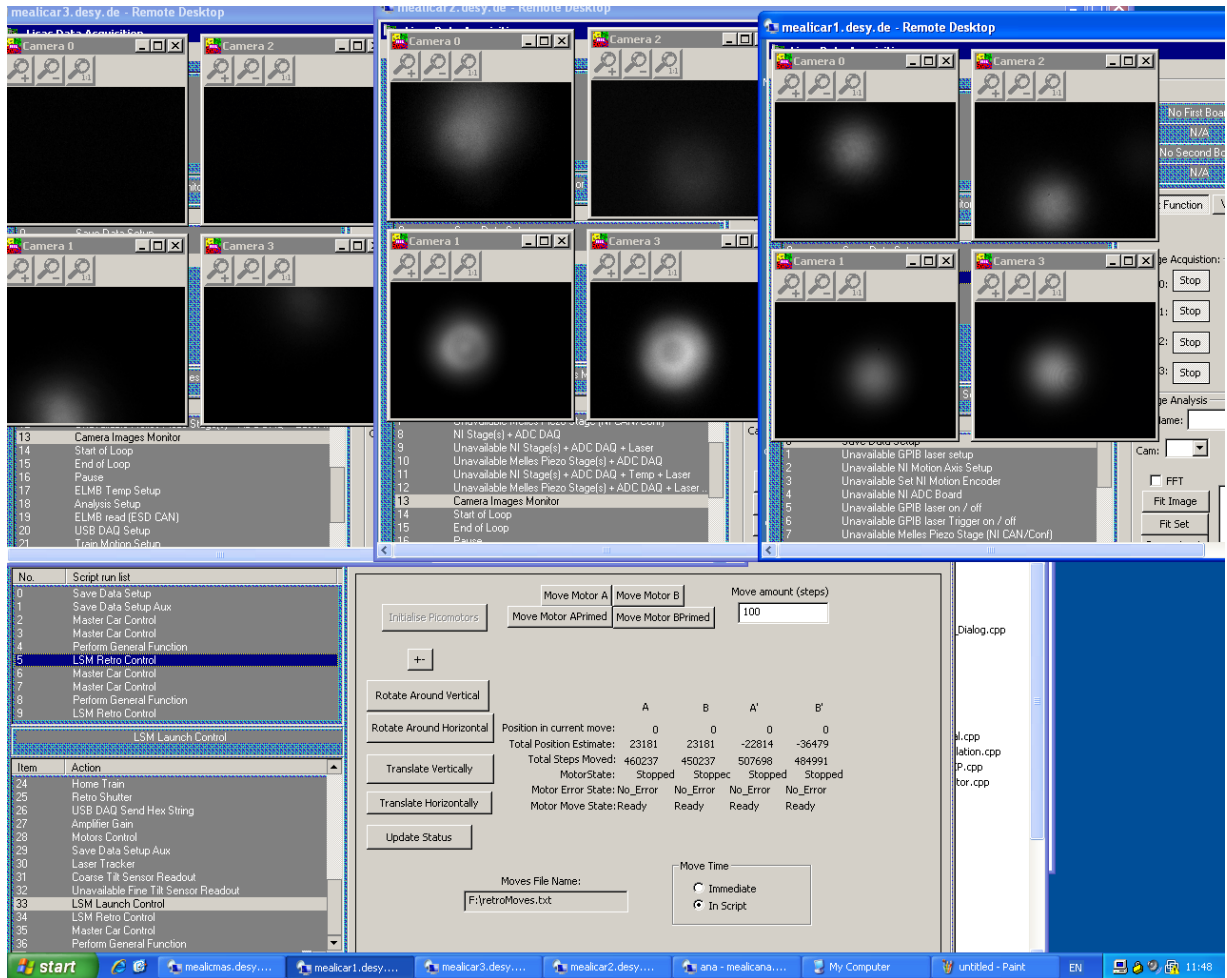 mealicar3.desy.de - Remote Desktop
mealicar2.desy.de - Remote Desktop
mealicar1.desy.de - Remote Desktop
Camera 0
Camera 2
Camera 0
Camera 2
Camera 0
Camera 2
No First Boar
N/A
No Second Bo
N/A
Function
Camera 1
Camera 3
Camera 1
Camera 3
Camera 1
Camera 3
ge Acquistion:
0: Stop
1: Stop
2: Stop
3: Stop
ge Analysis
lame:
Cam:
FFT
Fit Image
Fit Set
13 Camera Images Monitor
14 Start of Loop
15 End of Loop
16 Pause
17 ELMB Temp Setup
18 Analysis Setup
19 ELMB read (ESD CAN)
20 USB DAQ Setup
21 Train Motion Setup
8 NI Stage(s) + ADC DAQ
9 Unavailable NI Stage(s) + ADC DAQ + Laser
10 Unavailable Melles Piezo Stage(s) + ADC DAQ
11 Unavailable NI Stage(s) + ADC DAQ + Temp + Laser
12 Unavailable Melles Piezo Stage(s) + ADC DAQ + Laser ..
13 Camera Images Monitor
14 Start of Loop
15 End of Loop
16 Pause
1 Unavailable GPIB laser setup
2 Unavailable NI Motion Axis Setup
3 Unavailable Set NI Motion Encoder
4 Unavailable NI ADC Board
5 Unavailable GPIB laser on / off
6 Unavailable GPIB laser Trigger on / off
7 Unavailable Melles Piezo Stage (NI CAN/Conf)
No. Script run list
0 Save Data Setup
1 Save Data Setup Aux
2 Master Car Control
3 Master Car Control
4 Perform General Function
5 LSM Retro Control
6 Master Car Control
7 Master Car Control
8 Perform General Function
9 LSM Retro Control
LSM Launch Control
Item Action
24 Home Train
25 Retro Shutter
26 USB DAQ Send Hex String
27 Amplifier Gain
28 Motors Control
29 Save Data Setup Aux
30 Laser Tracker
31 Coarse Tilt Sensor Readout
32 Unavailable Fine Tilt Sensor Readout
33 LSM Launch Control
34 LSM Retro Control
35 Master Car Control
36 Perform General Function
Initialise Picomotors
Move Motor A Move Motor B
Move Motor APrimed Move Motor BPrimed
Move amount (steps)
100
+-
Rotate Around Vertical
Rotate Around Horizontal
Translate Vertically
Translate Horizontally
Update Status
A B A' B'
Position in current move: 0 0 0 0
Total Position Estimate: 23181 23181 -22814 -36479
Total Steps Moved: 460237 450237 507698 484991
MotorState: Stopped Stoppec Stopped Stopped
Motor Error State: No_Error No_Error No_Error No_Error
Motor Move State: Ready Ready Ready Ready
Moves File Name:
F:\retroMoves.txt
Move Time
Immediate
In Script
_Dialog.cpp
al.cpp
lation.cpp
IP.cpp
tor.cpp
start
mealicmas.desy....
mealicar1.desy....
mealicar3.desy....
mealicar2.desy....
ana - mealicana....
My Computer
untitled - Paint
EN
11:48